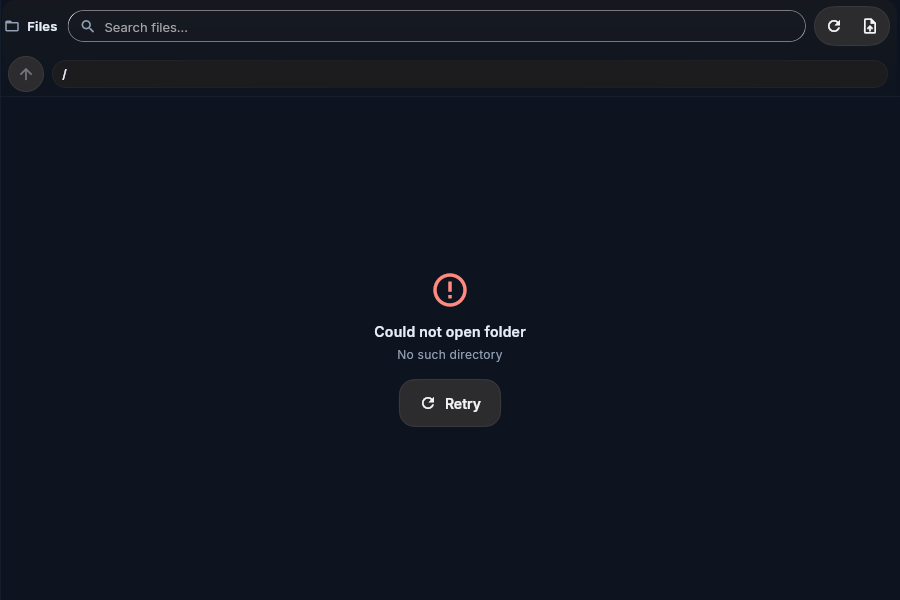 Files
Search files...
/
Could not open folder
No such directory
Retry